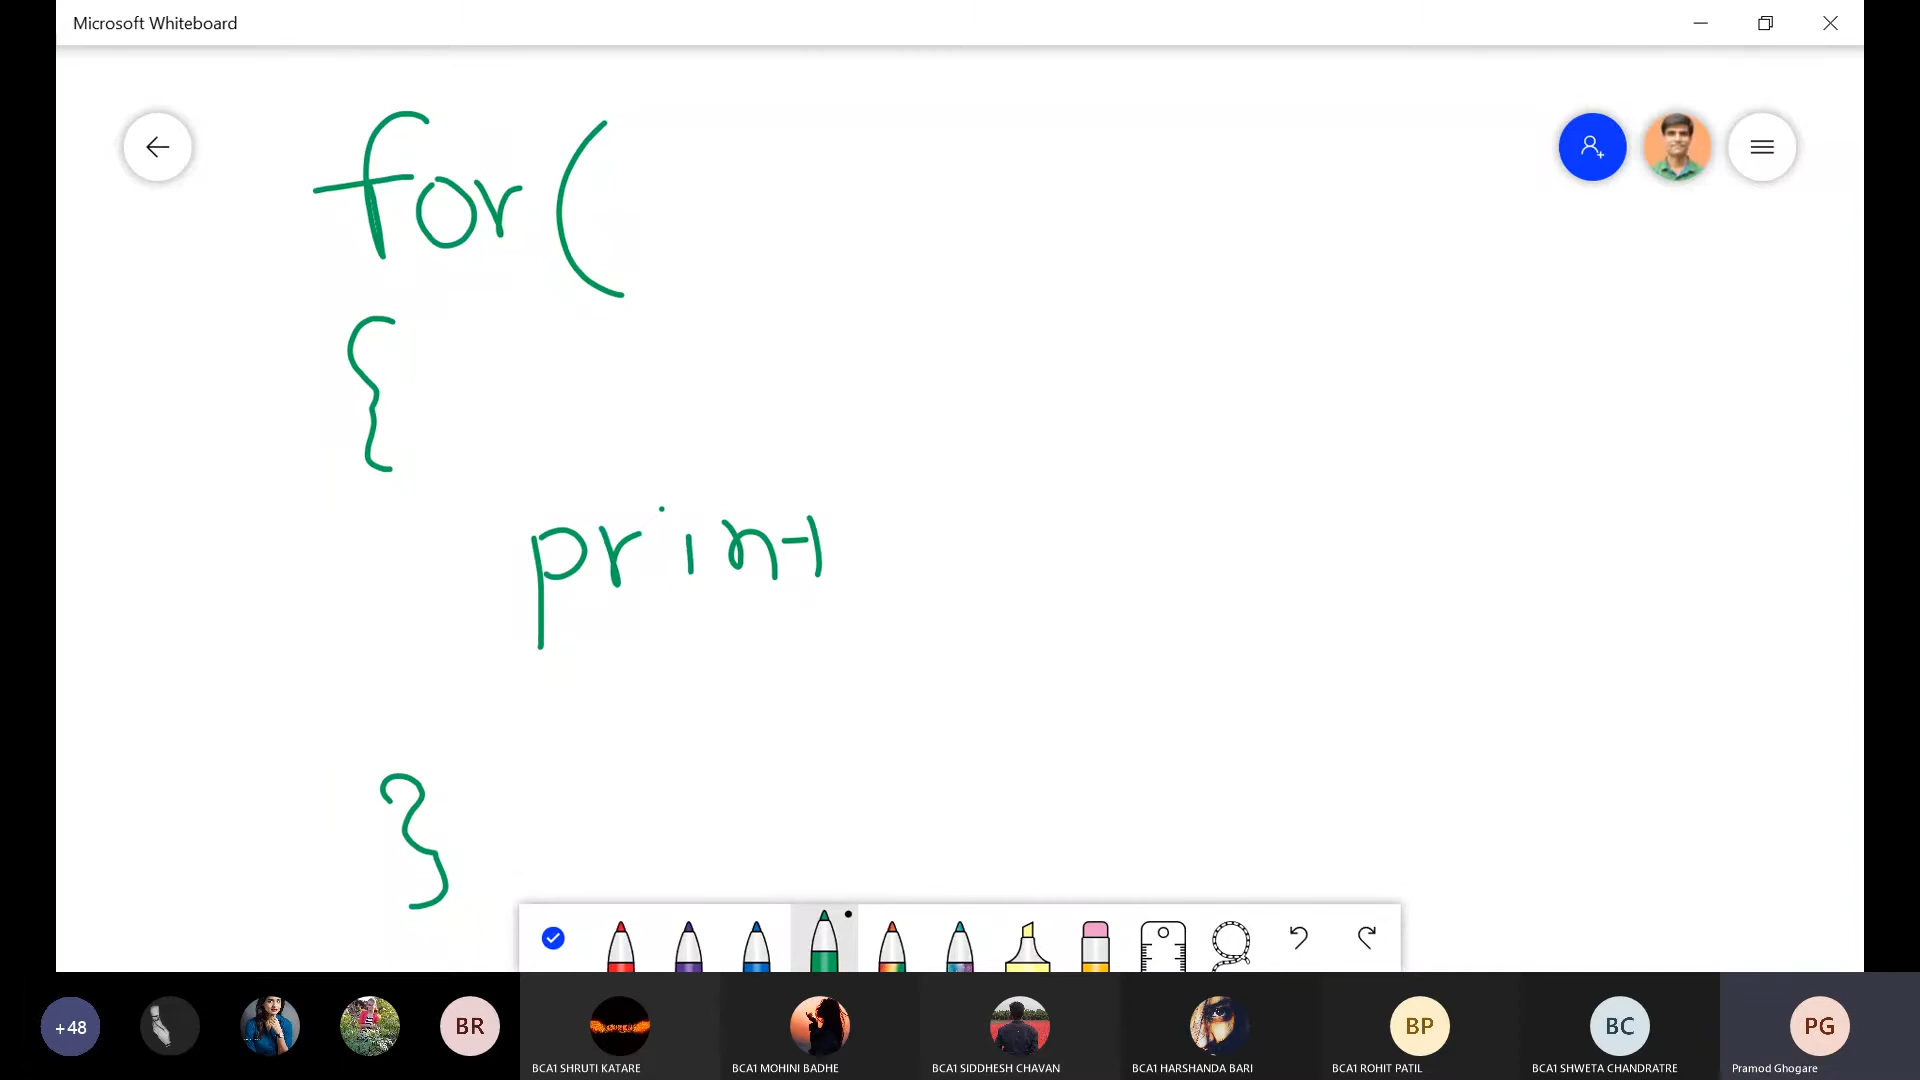 Microsoft Whiteboard
for (
{
print
}
+48
BR
BP
BC
PG
BCA1 SHRUTI KATARE
BCA1 MOHINI BADHE
BCA1 SIDDHESH CHAVAN
BCA1 HARSHANDA BARI
BCA1 ROHIT PATIL
BCA1 SHWETA CHANDRATRE
Pramod Ghogare